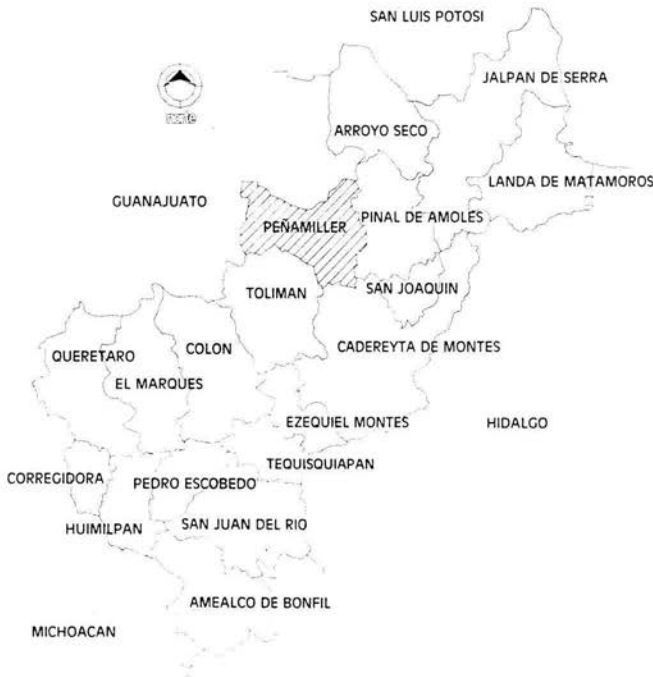 SAN LUIS POTOSI
JALPAN DE SERRA
norte
ARROYO SECO
LANDA DE MATAMOROS
GUANAJUATO
PINAL DE AMOLES
PEÑAMILLER
SAN JOAQUIN
TOLIMAN
CADEREYTA DE MONTES
COLON
QUERETARO
EL MARQUES
EZEQUIEL MONTES
HIDALGO
TEQUISQUIAPAN
CORREGIDORA
PEDRO ESCOBEDO
HUIMILPAN
SAN JUAN DEL RIO
AMEALCO DE BONFIL
MICHOACAN